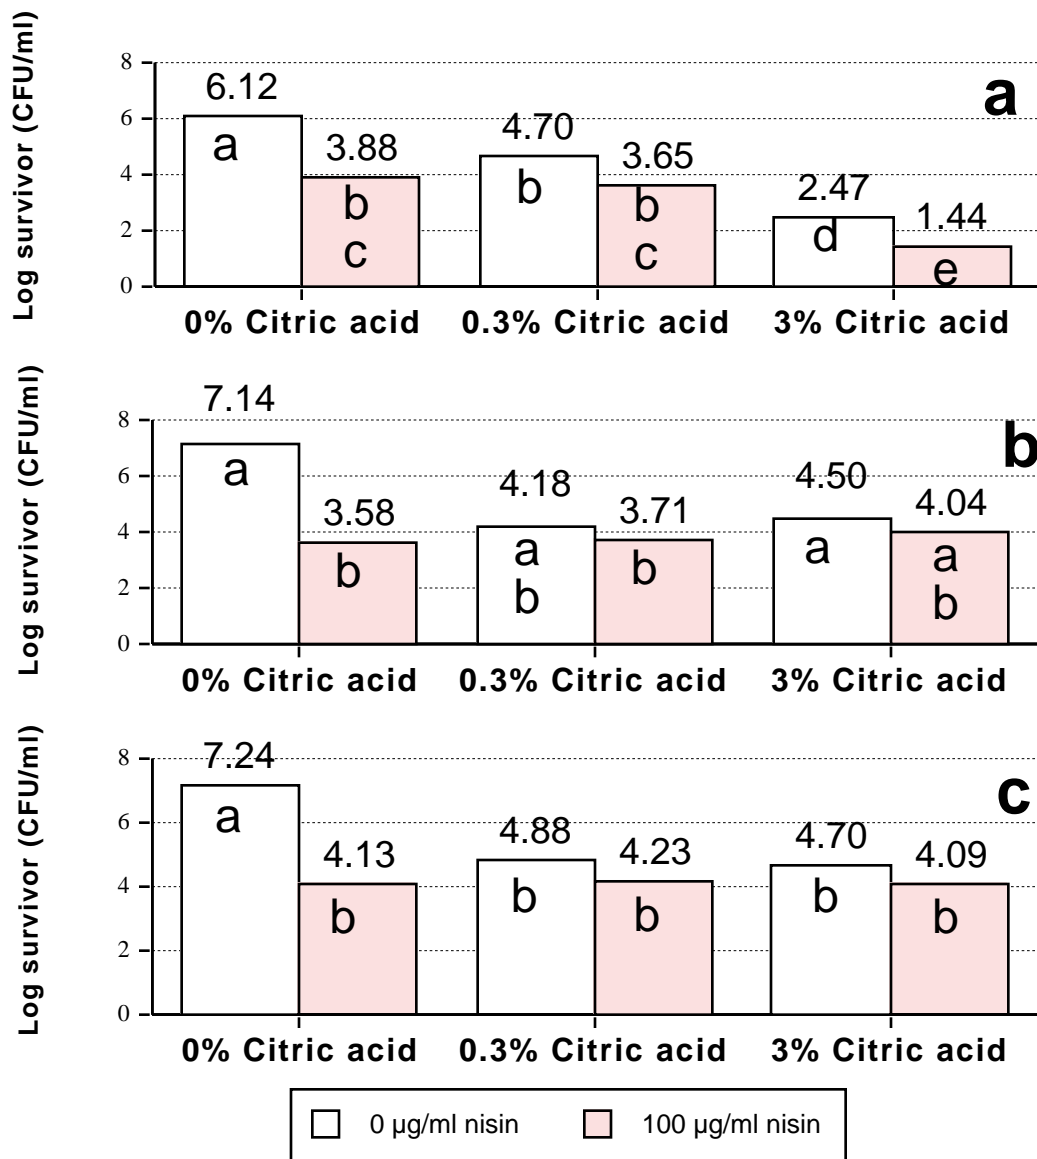 Log survivor (CFU/ml)
8
6
4
2
0
a
6.12
3.88
4.70
3.65
2.47
1.44
a
b
c
b
b
c
d
e
0% Citric acid 0.3% Citric acid 3% Citric acid
Log survivor (CFU/ml)
8
6
4
2
0
b
7.14
3.58
4.18
3.71
4.50
4.04
a
b
a
b
b
a
a
b
0% Citric acid 0.3% Citric acid 3% Citric acid
Log survivor (CFU/ml)
8
6
4
2
0
c
7.24
4.13
4.88
4.23
4.70
4.09
a
b
b
b
b
b
0% Citric acid 0.3% Citric acid 3% Citric acid
0 µg/ml nisin 100 µg/ml nisin